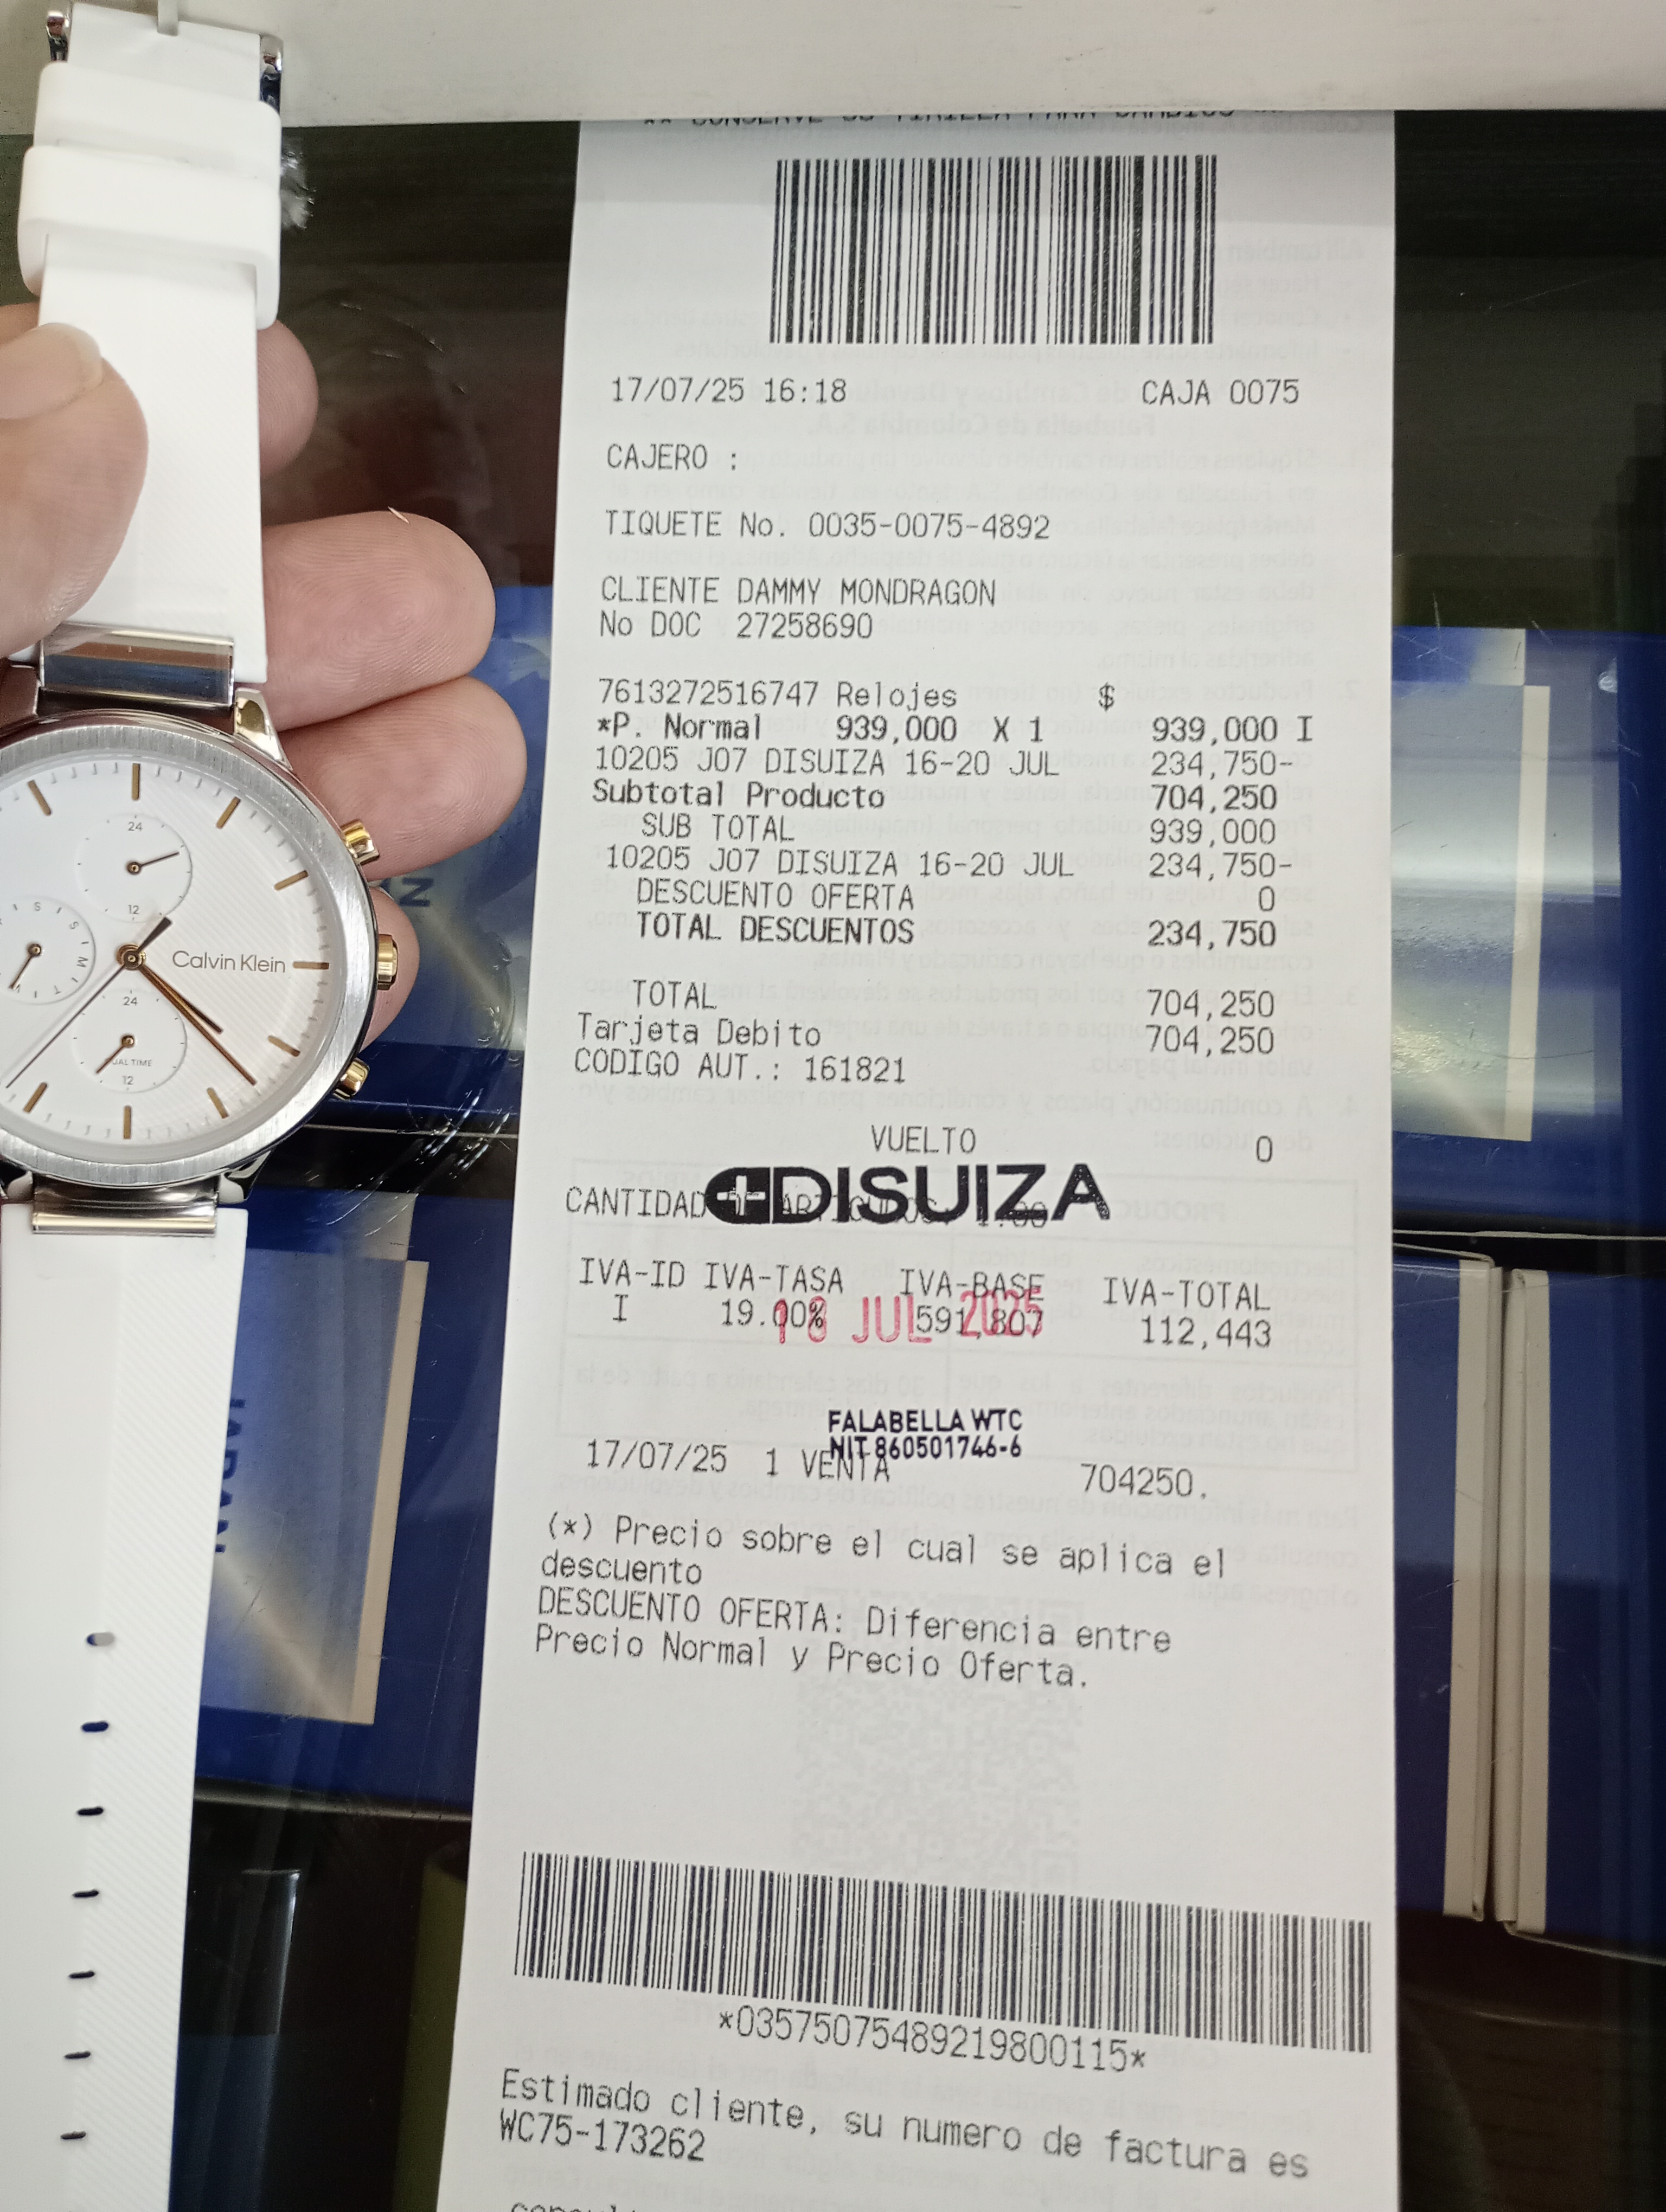 17/07/25 16:18 CAJA 0075
CAJERO :
TIQUETE No. 0035-0075-4892
CLIENTE DAMMY MONDRAGON
No DOC 27258690
7613272516747 Relojes $
*P. Normal 939,000 X 1 939,000 I
10205 J07 DISUIZA 16-20 JUL 234,750-
Subtotal Producto 704,250
SUB TOTAL 939,000
10205 J07 DISUIZA 16-20 JUL 234,750-
DESCUENTO OFERTA 0
TOTAL DESCUENTOS 234,750
TOTAL 704,250
Tarjeta Debito 704,250
CODIGO AUT.: 161821
VUELTO 0
DISUIZA
CANTIDAD DE ARTICULOS:
IVA-ID IVA-TASA IVA-BASE IVA-TOTAL
I 19.00% 591,807 112,443
JUL 2025
FALABELLA WTC
NIT 860501746-6
17/07/25 1 VENTA 704250.
(*) Precio sobre el cual se aplica el
descuento
DESCUENTO OFERTA: Diferencia entre
Precio Normal y Precio Oferta.
*03575075489219800115*
Estimado cliente, su numero de factura es
WC75-173262
Calvin Klein
24
12
24
DUAL TIME
12